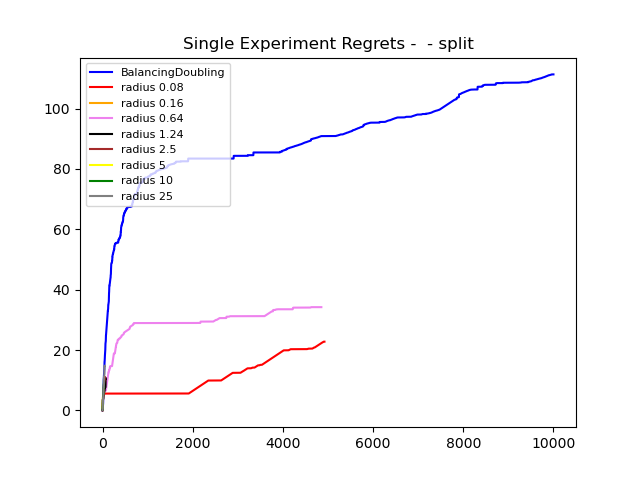 Single Experiment Regrets -  - split
BalancingDoubling
radius 0.08
radius 0.16
radius 0.64
radius 1.24
radius 2.5
radius 5
radius 10
radius 25
100
80
60
40
20
0
0 2000 4000 6000 8000 10000